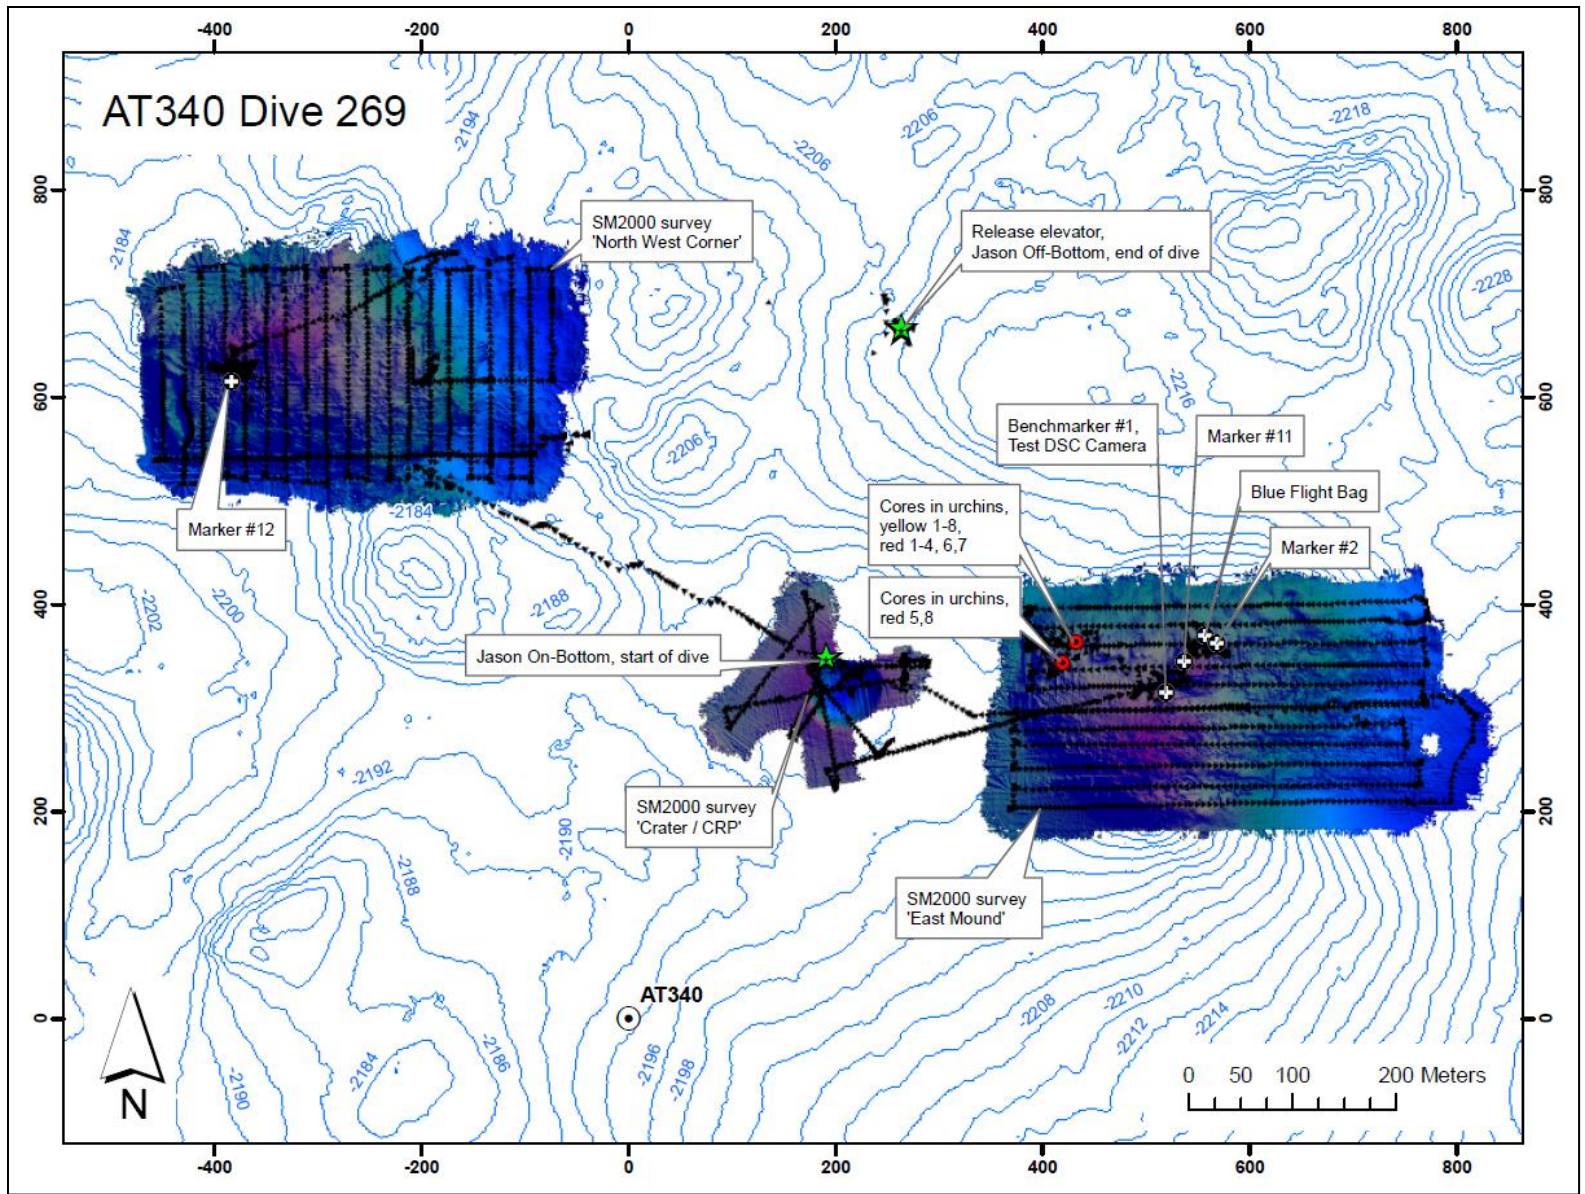 -400 -200 0 200 400 600 800
AT340 Dive 269
-2194
-2206
-2206
-2218
800
800
-2184
SM2000 survey
'North West Corner'
Release elevator,
Jason Off-Bottom, end of dive
-2228
600
600
-2216
Benchmarker #1,
Test DSC Camera
Marker #11
-2206
Blue Flight Bag
Cores in urchins,
yellow 1-8,
red 1-4, 6,7
-2184
Marker #12
Marker #2
400
400
-2202
-2200
-2188
Cores in urchins,
red 5,8
Jason On-Bottom, start of dive
-2192
200
200
SM2000 survey
'Crater / CRP'
-2190
-2188
SM2000 survey
'East Mound'
AT340
0
0
-2208
-2210
-2212
-2214
-2196
-2198
-2186
-2184
-2190
N
0 50 100 200 Meters
-400 -200 0 200 400 600 800